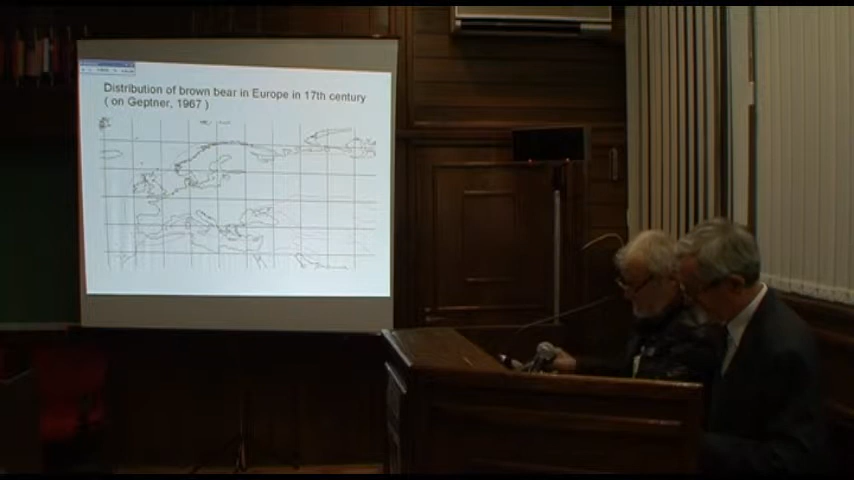 Distribution of brown bear in Europe in 17th century
( on Geptner, 1967 )